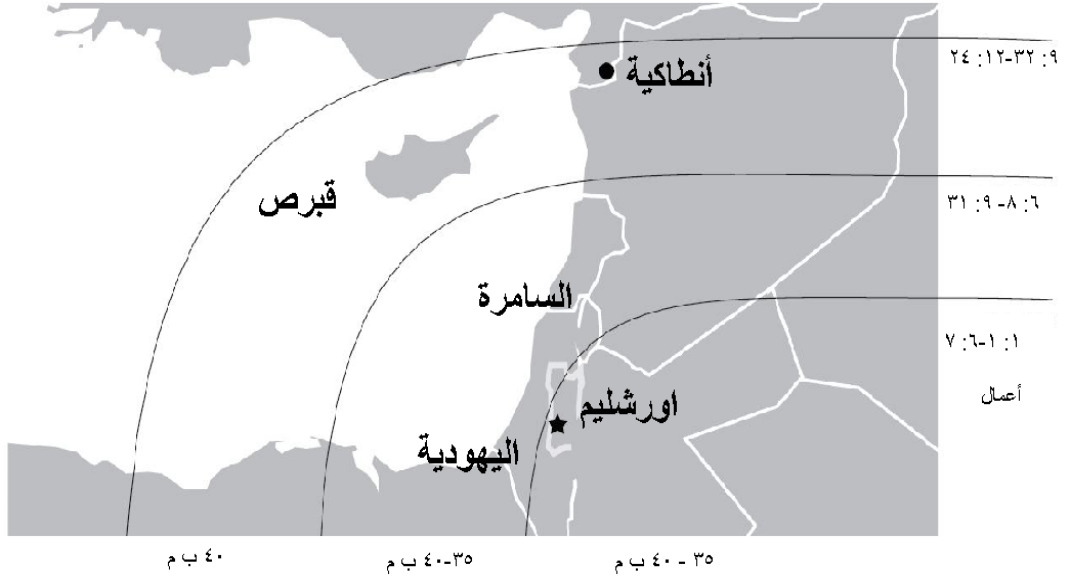 أنطاكية
٩: ٣٢-١٢: ٢٤
قبرص
٦: ٨- ٩: ٣١
السامرة
١: ١-٦: ٧
أعمال
اورشليم
اليهودية
٣٥ - ٤٠ ب م
٣٥-٤٠ ب م
٤٠ ب م